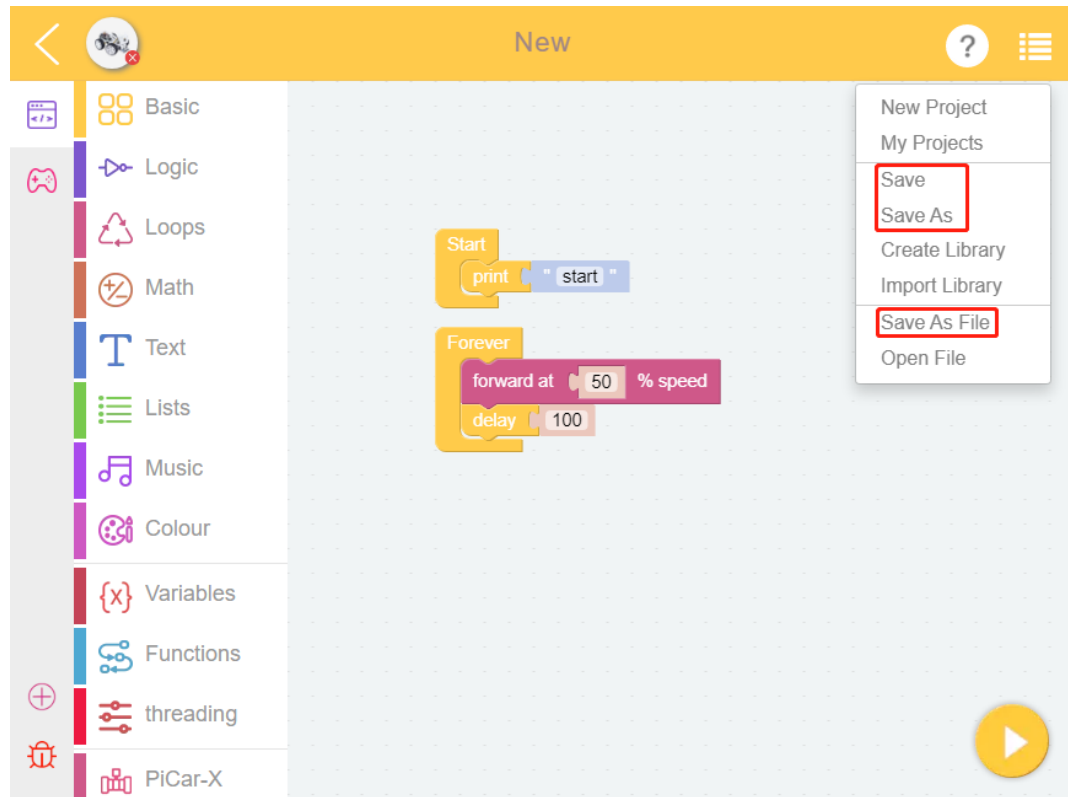 New
?
Basic
Logic
Loops
Math
Text
Lists
Music
Colour
Variables
Functions
threading
PiCar-X
Start
print " start "
Forever
forward at 50 % speed
delay 100
New Project
My Projects
Save
Save As
Create Library
Import Library
Save As File
Open File